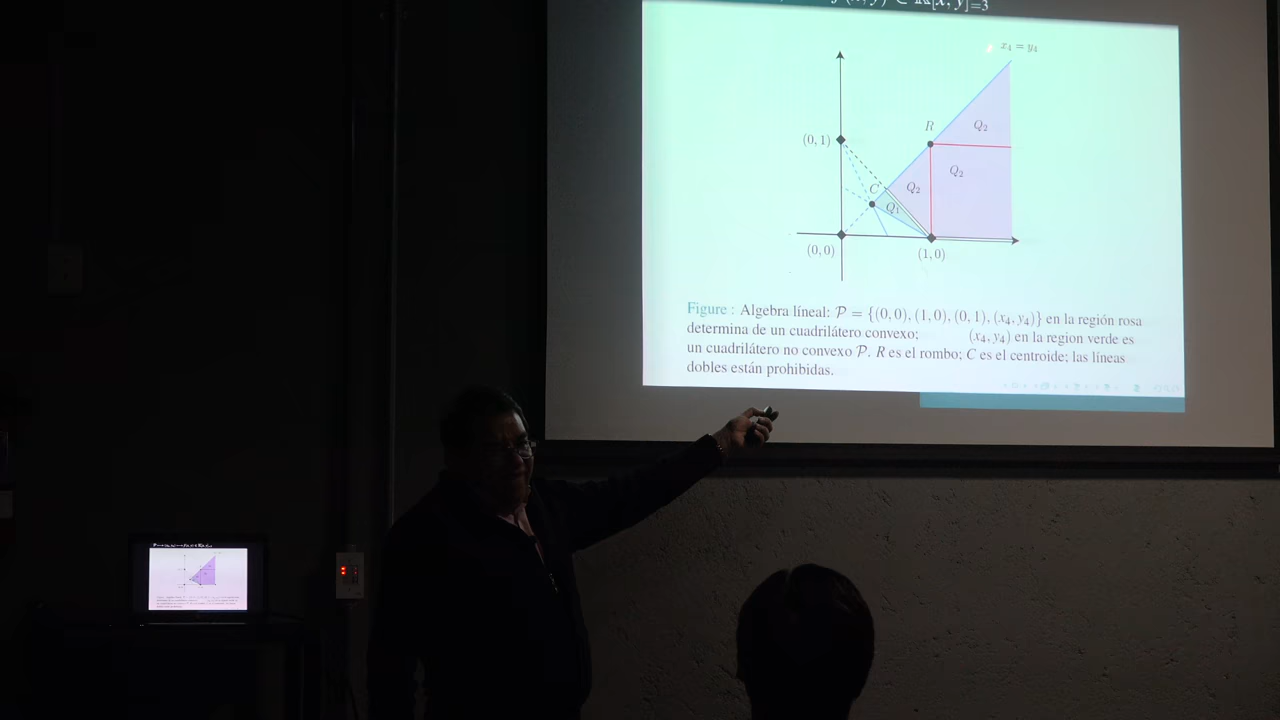 x₄ = y₄
R
Q₂
(0, 1)
Q₂
C
Q₂
Q₁
(0, 0)
(1, 0)
Figure : Algebra líneal: 𝒫 = {(0, 0), (1, 0), (0, 1), (x₄, y₄)} en la región rosa
determina de un cuadrilátero convexo; (x₄, y₄) en la region verde es
un cuadrilátero no convexo 𝒫. R es el rombo; C es el centroide; las líneas
dobles están prohibidas.